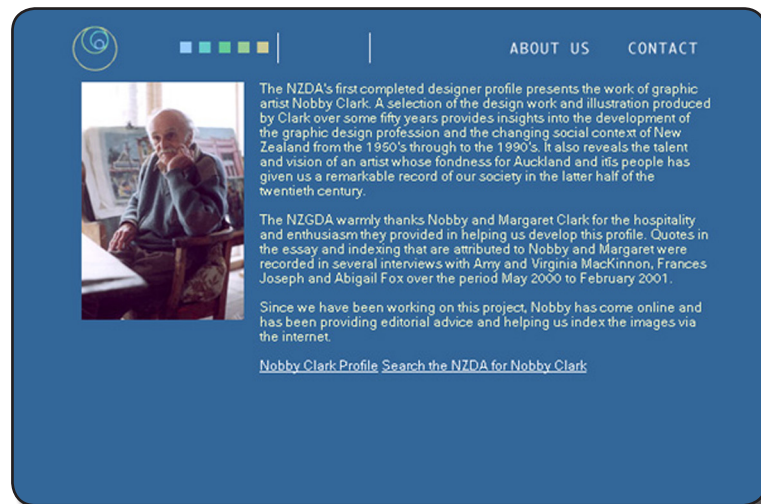 ABOUT US CONTACT
The NZDA's first completed designer profile presents the work of graphic
artist Nobby Clark. A selection of the design work and illustration produced
by Clark over some fifty years provides insights into the development of
the graphic design profession and the changing social context of New
Zealand from the 1950's through to the 1990's. It also reveals the talent
and vision of an artist whose fondness for Auckland and itís people has
given us a remarkable record of our society in the latter half of the
twentieth century.
The NZGDA warmly thanks Nobby and Margaret Clark for the hospitality
and enthusiasm they provided in helping us develop this profile. Quotes in
the essay and indexing that are attributed to Nobby and Margaret were
recorded in several interviews with Amy and Virginia MacKinnon, Frances
Joseph and Abigail Fox over the period May 2000 to February 2001.
Since we have been working on this project, Nobby has come online and
has been providing editorial advice and helping us index the images via
the internet.
Nobby Clark Profile Search the NZDA for Nobby Clark